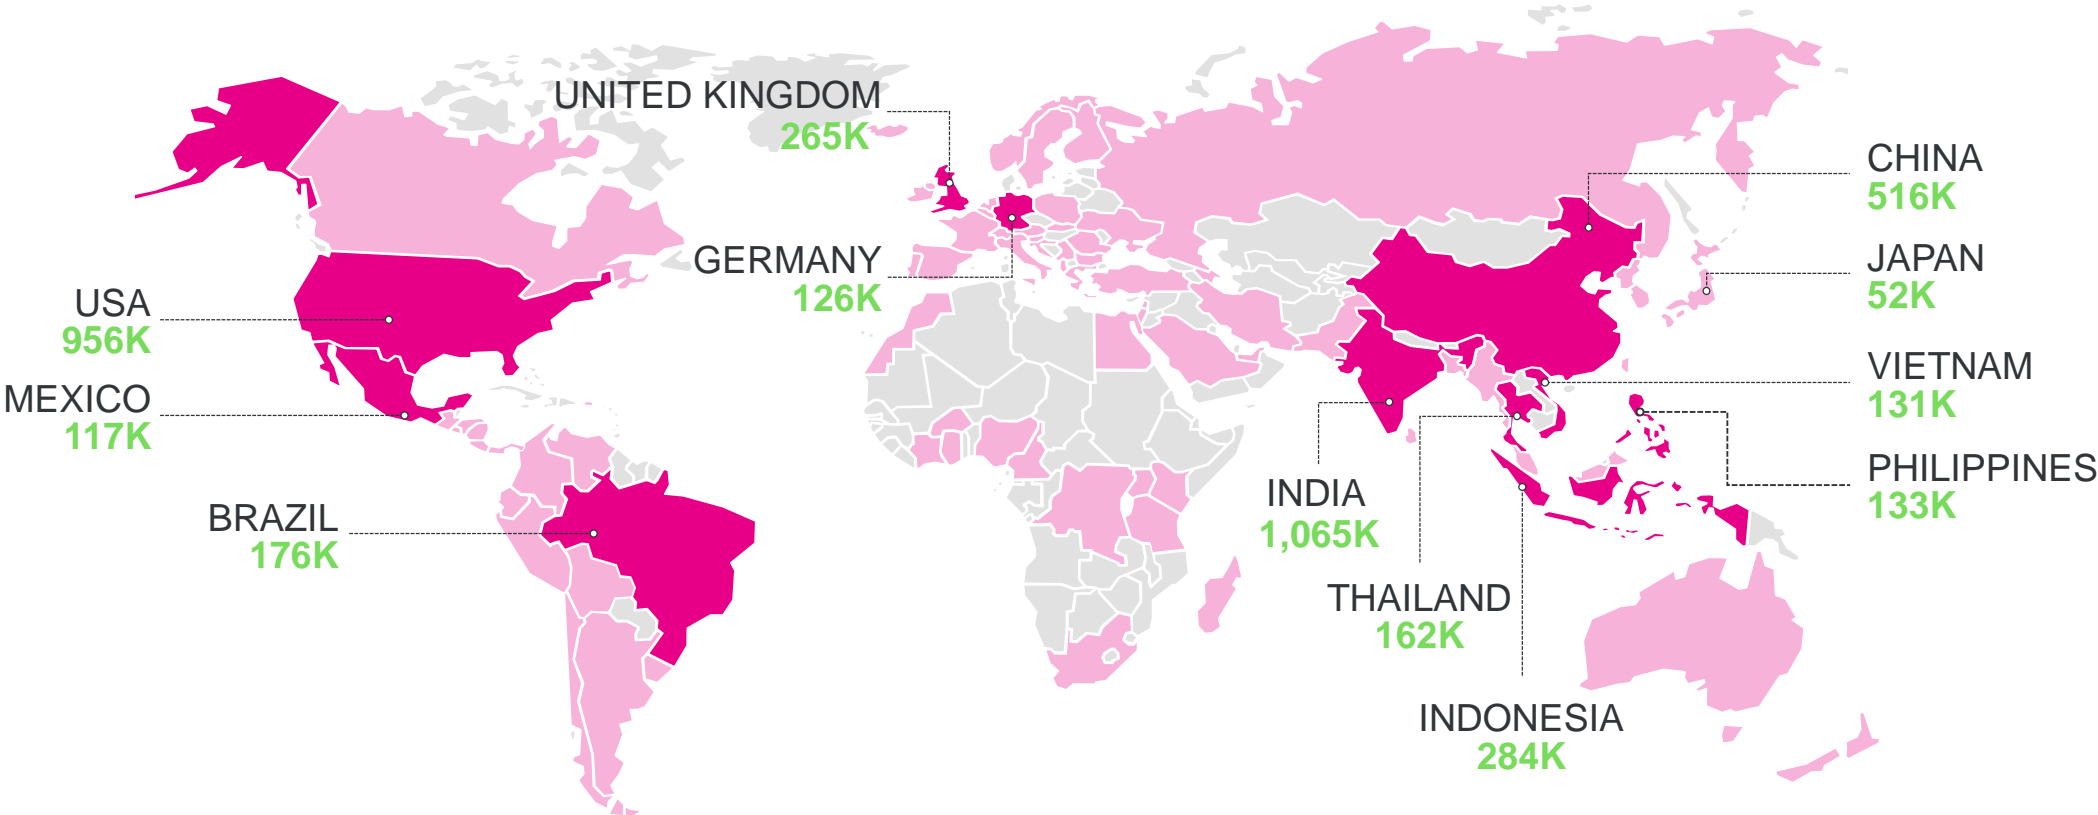 UNITED KINGDOM
265K
GERMANY
126K
USA
956K
MEXICO
117K
BRAZIL
176K
CHINA
516K
JAPAN
52K
VIETNAM
131K
PHILIPPINES
133K
INDIA
1,065K
THAILAND
162K
INDONESIA
284K